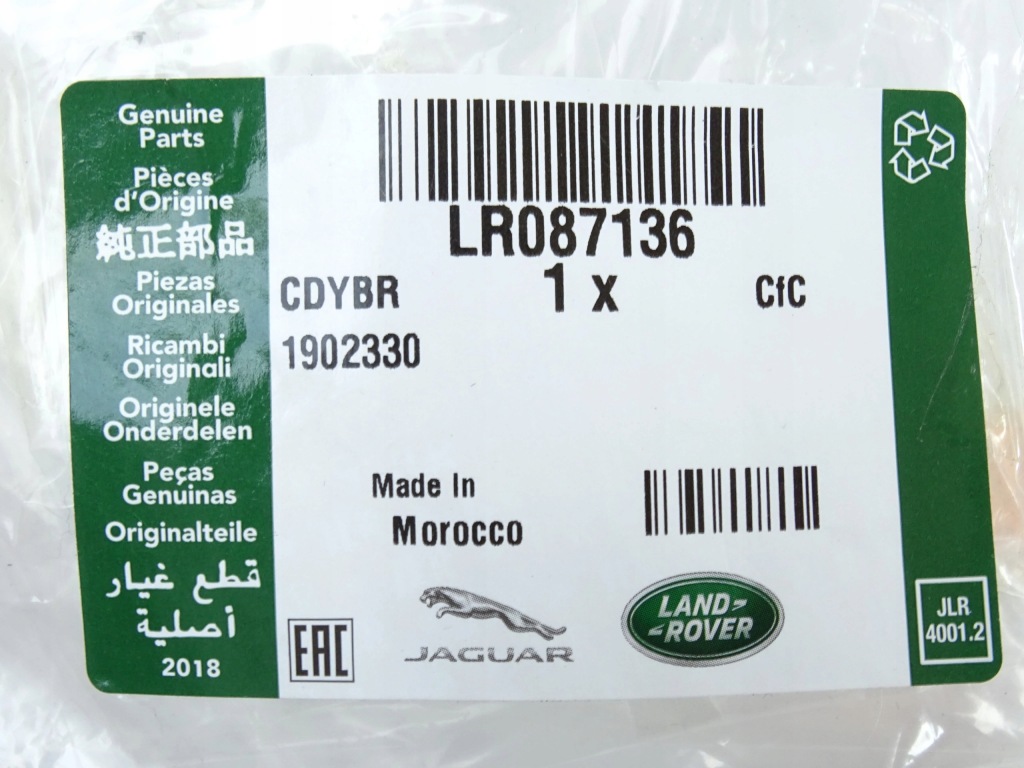 Genuine
Parts
Pièces
d'Origine
純正部品
Piezas
Originales
Ricambi
Originali
Originele
Onderdelen
Peças
Genuinas
Originalteile
قطع غيار
أصلية
2018
LR087136
CDYBR 1 x CfC
1902330
Made In
Morocco
EAC
JAGUAR
LAND-
-ROVER
JLR
4001.2